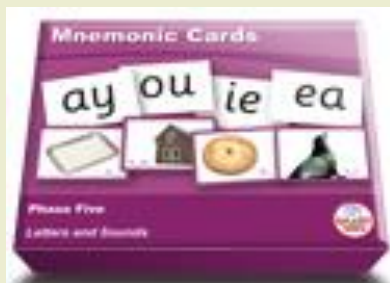 Mnemonic Cards
ay ou ie ea
Phase Five
Letters and Sounds